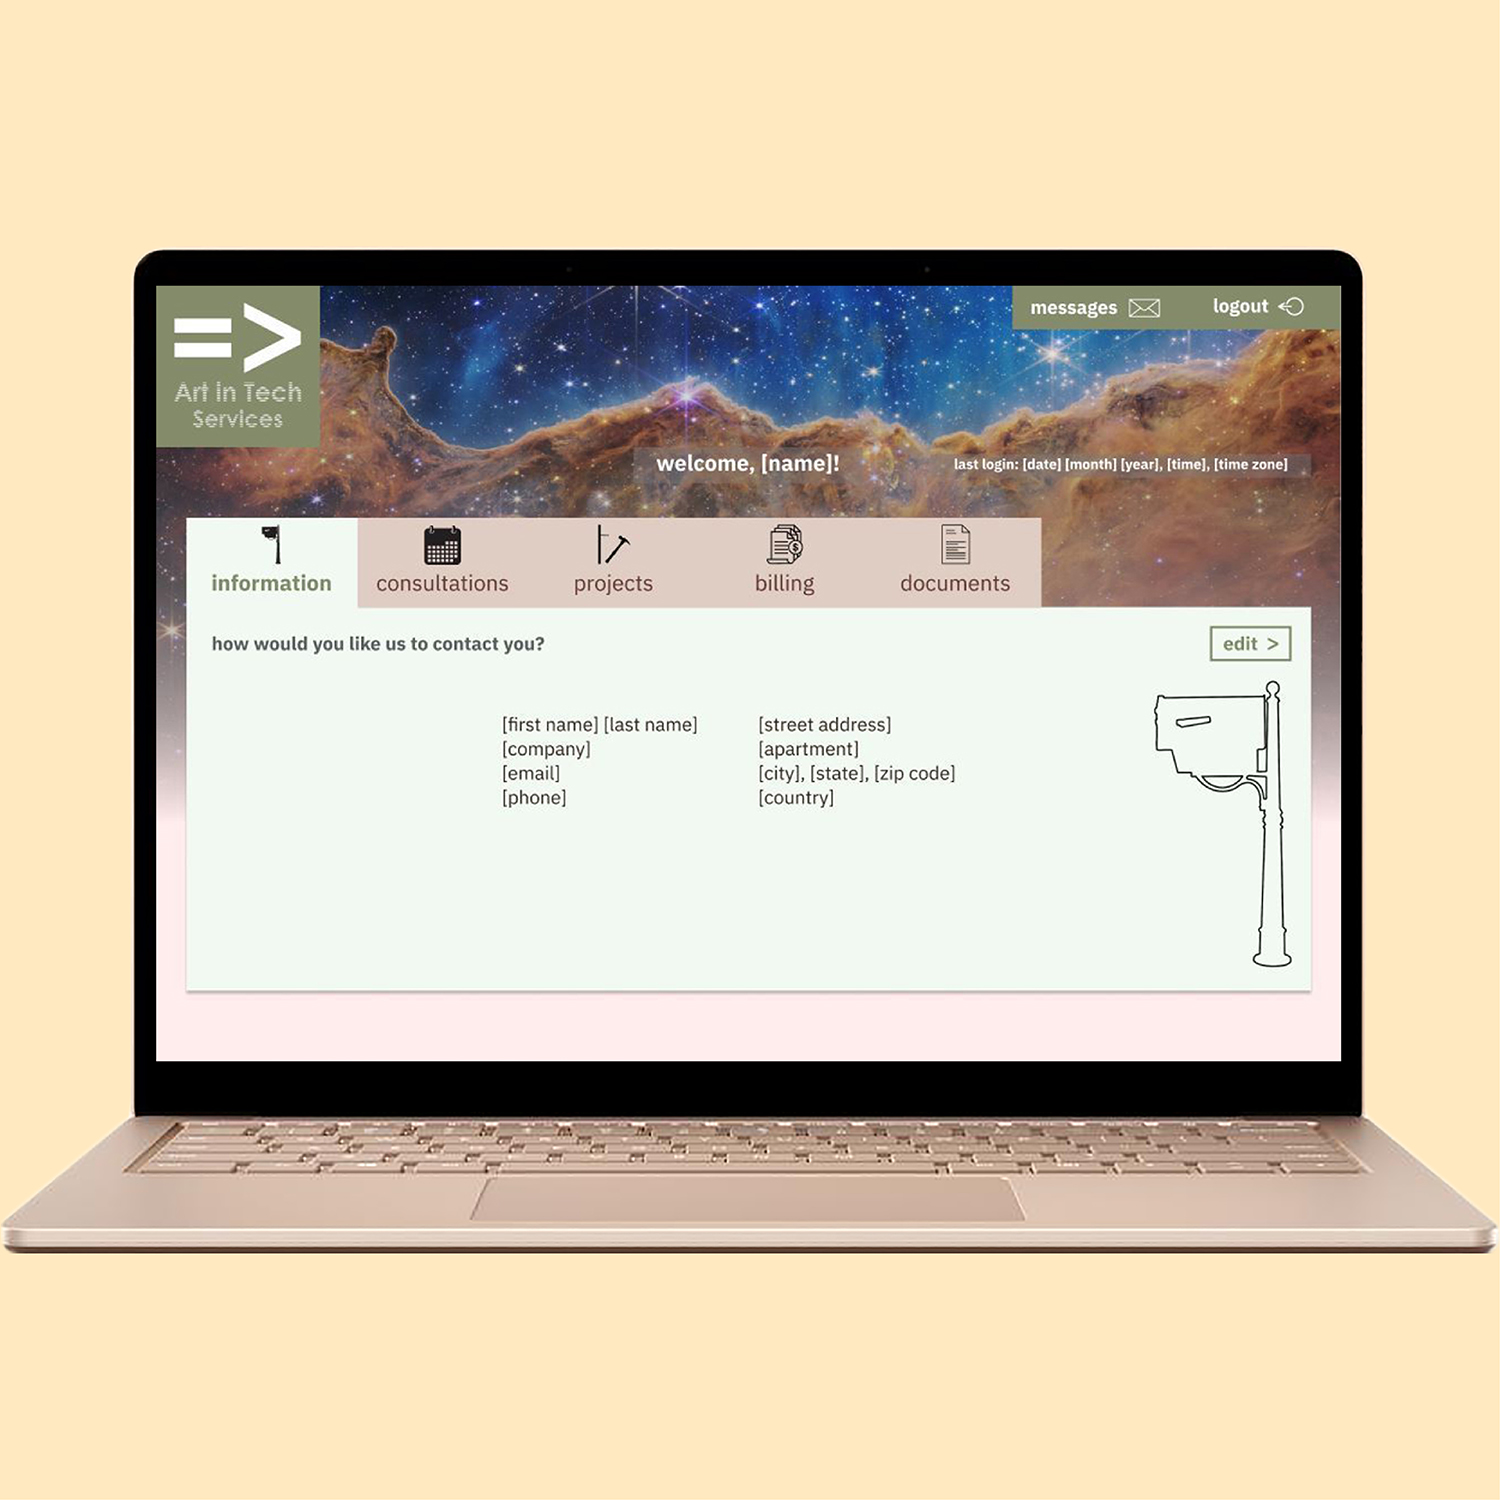 =>
Art in Tech
Services
messages
logout
welcome, [name]!
last login: [date] [month] [year], [time], [time zone]
information
consultations
projects
billing
documents
how would you like us to contact you?
edit >
[first name] [last name]
[company]
[email]
[phone]
[street address]
[apartment]
[city], [state], [zip code]
[country]